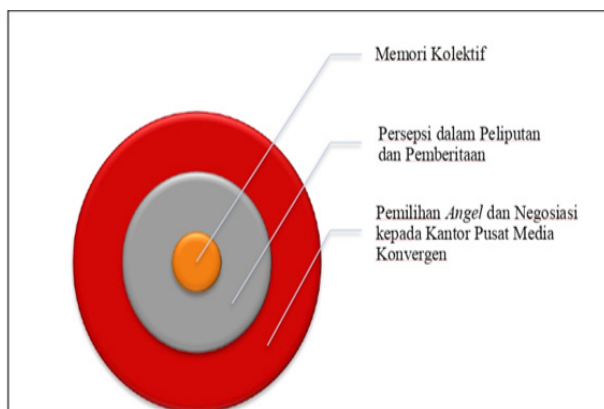 Memori Kolektif
Persepsi dalam Peliputan
dan Pemberitaan
Pemilihan Angel dan Negosiasi
kepada Kantor Pusat Media
Konvergen